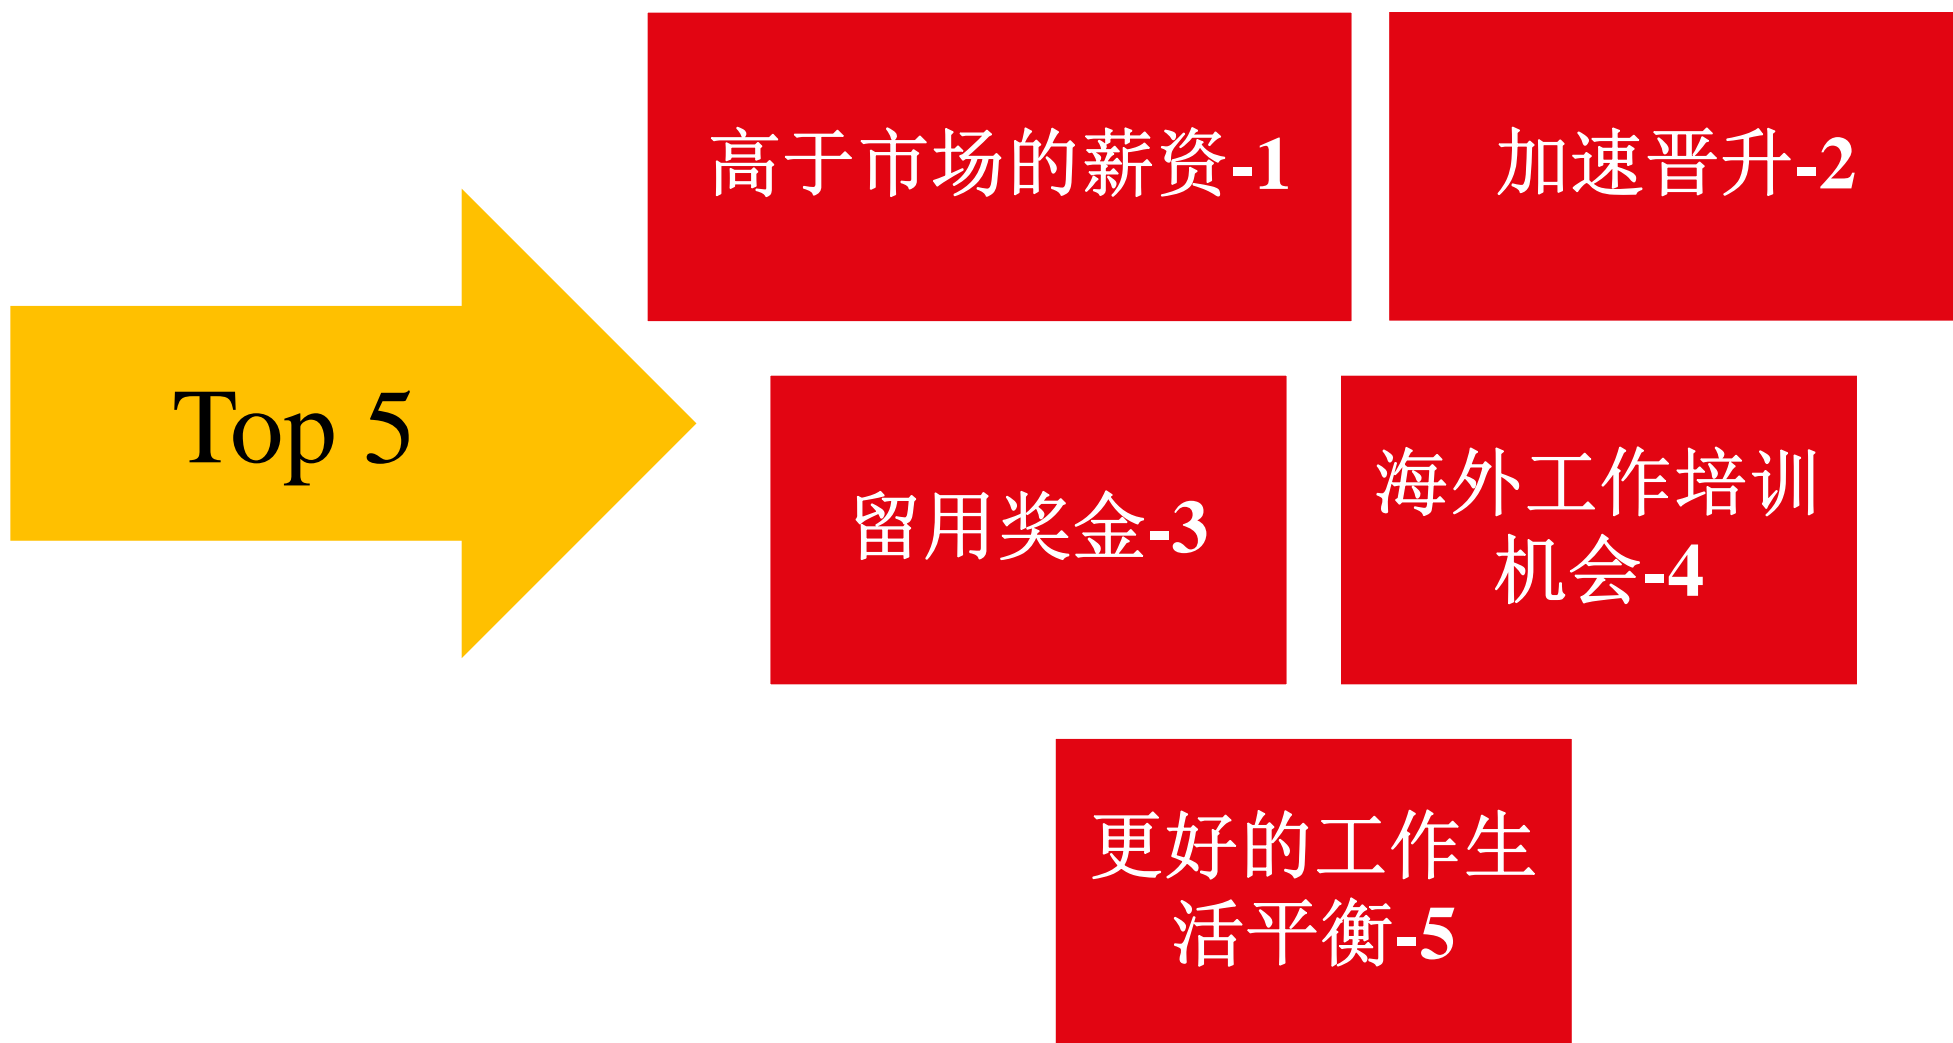 高于市场的薪资-1
加速晋升-2
Top 5
留用奖金-3
海外工作培训
机会-4
更好的工作生
活平衡-5